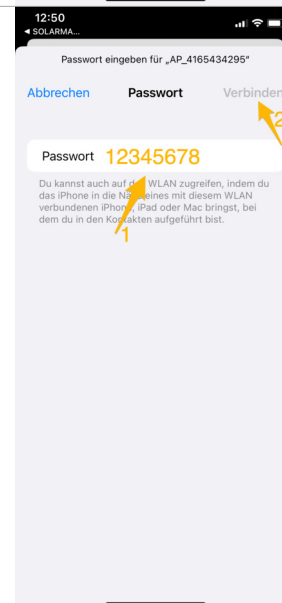 12:50
◀ SOLARMA...
Passwort eingeben für „AP_4165434295“
Abbrechen Passwort Verbinden
2
Passwort 12345678
Du kannst auch auf das WLAN zugreifen, indem du
das iPhone in die Nähe eines mit diesem WLAN
verbundenen iPhone, iPad oder Mac bringst, bei
dem du in den Kontakten aufgeführt bist.
1